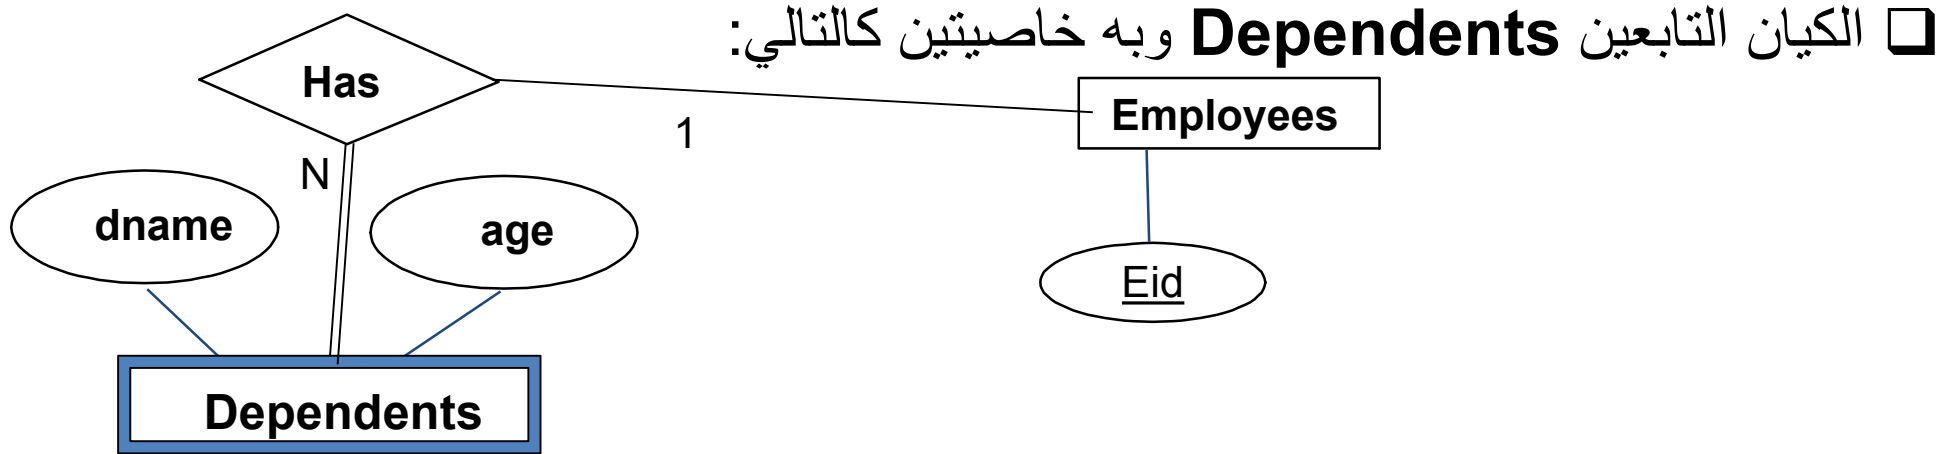 ❑ الكيان التابعين Dependents وبه خاصيتين كالتالي:
Has
Employees
1
N
dname
age
Eid
Dependents